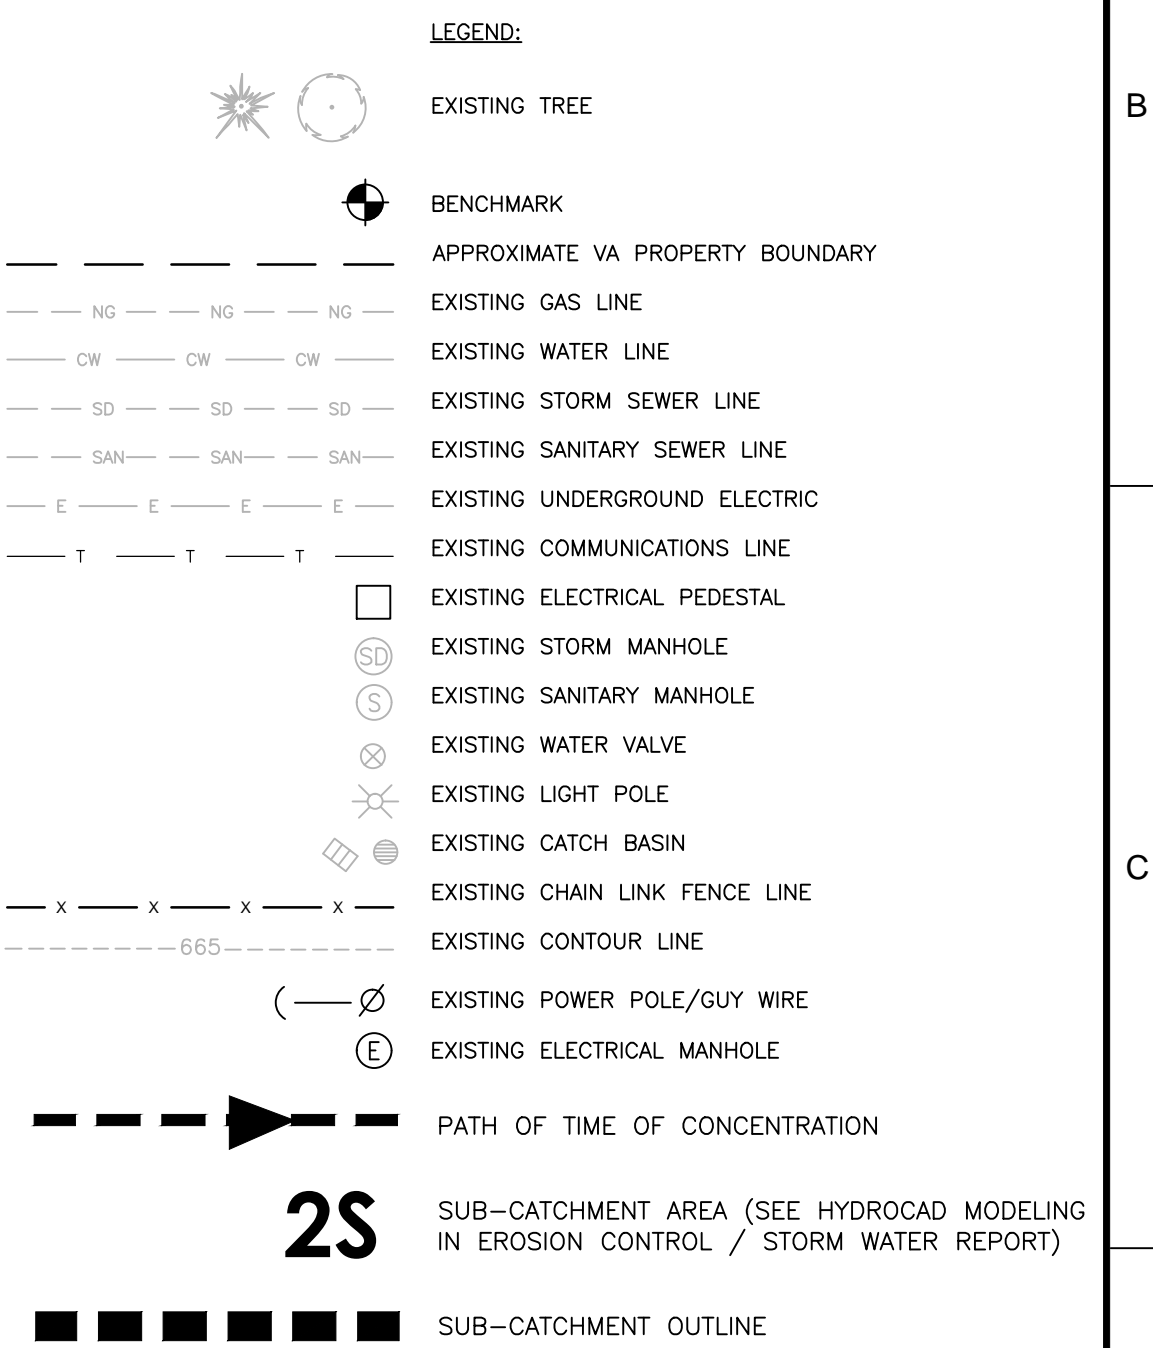 LEGEND:
EXISTING TREE
B
BENCHMARK
APPROXIMATE VA PROPERTY BOUNDARY
NG NG NG EXISTING GAS LINE
CW CW CW EXISTING WATER LINE
SD SD SD EXISTING STORM SEWER LINE
SAN SAN SAN EXISTING SANITARY SEWER LINE
E E E E EXISTING UNDERGROUND ELECTRIC
T T T EXISTING COMMUNICATIONS LINE
EXISTING ELECTRICAL PEDESTAL
SD EXISTING STORM MANHOLE
S EXISTING SANITARY MANHOLE
EXISTING WATER VALVE
EXISTING LIGHT POLE
EXISTING CATCH BASIN
C
X X X X EXISTING CHAIN LINK FENCE LINE
665 EXISTING CONTOUR LINE
EXISTING POWER POLE/GUY WIRE
E EXISTING ELECTRICAL MANHOLE
PATH OF TIME OF CONCENTRATION
2S SUB-CATCHMENT AREA (SEE HYDROCAD MODELING
IN EROSION CONTROL / STORM WATER REPORT)
SUB-CATCHMENT OUTLINE